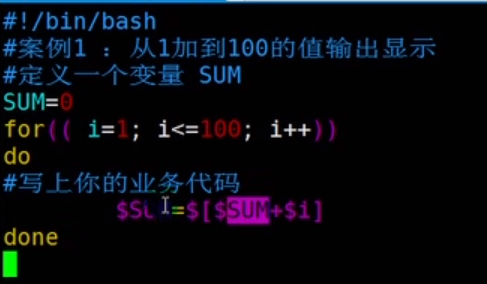 #!/bin/bash
#案例1 ：从1加到100的值输出显示
#定义一个变量 SUM
SUM=0
for(( i=1; i<=100; i++))
do
#写上你的业务代码
$SUM=$[$SUM+$i]
done